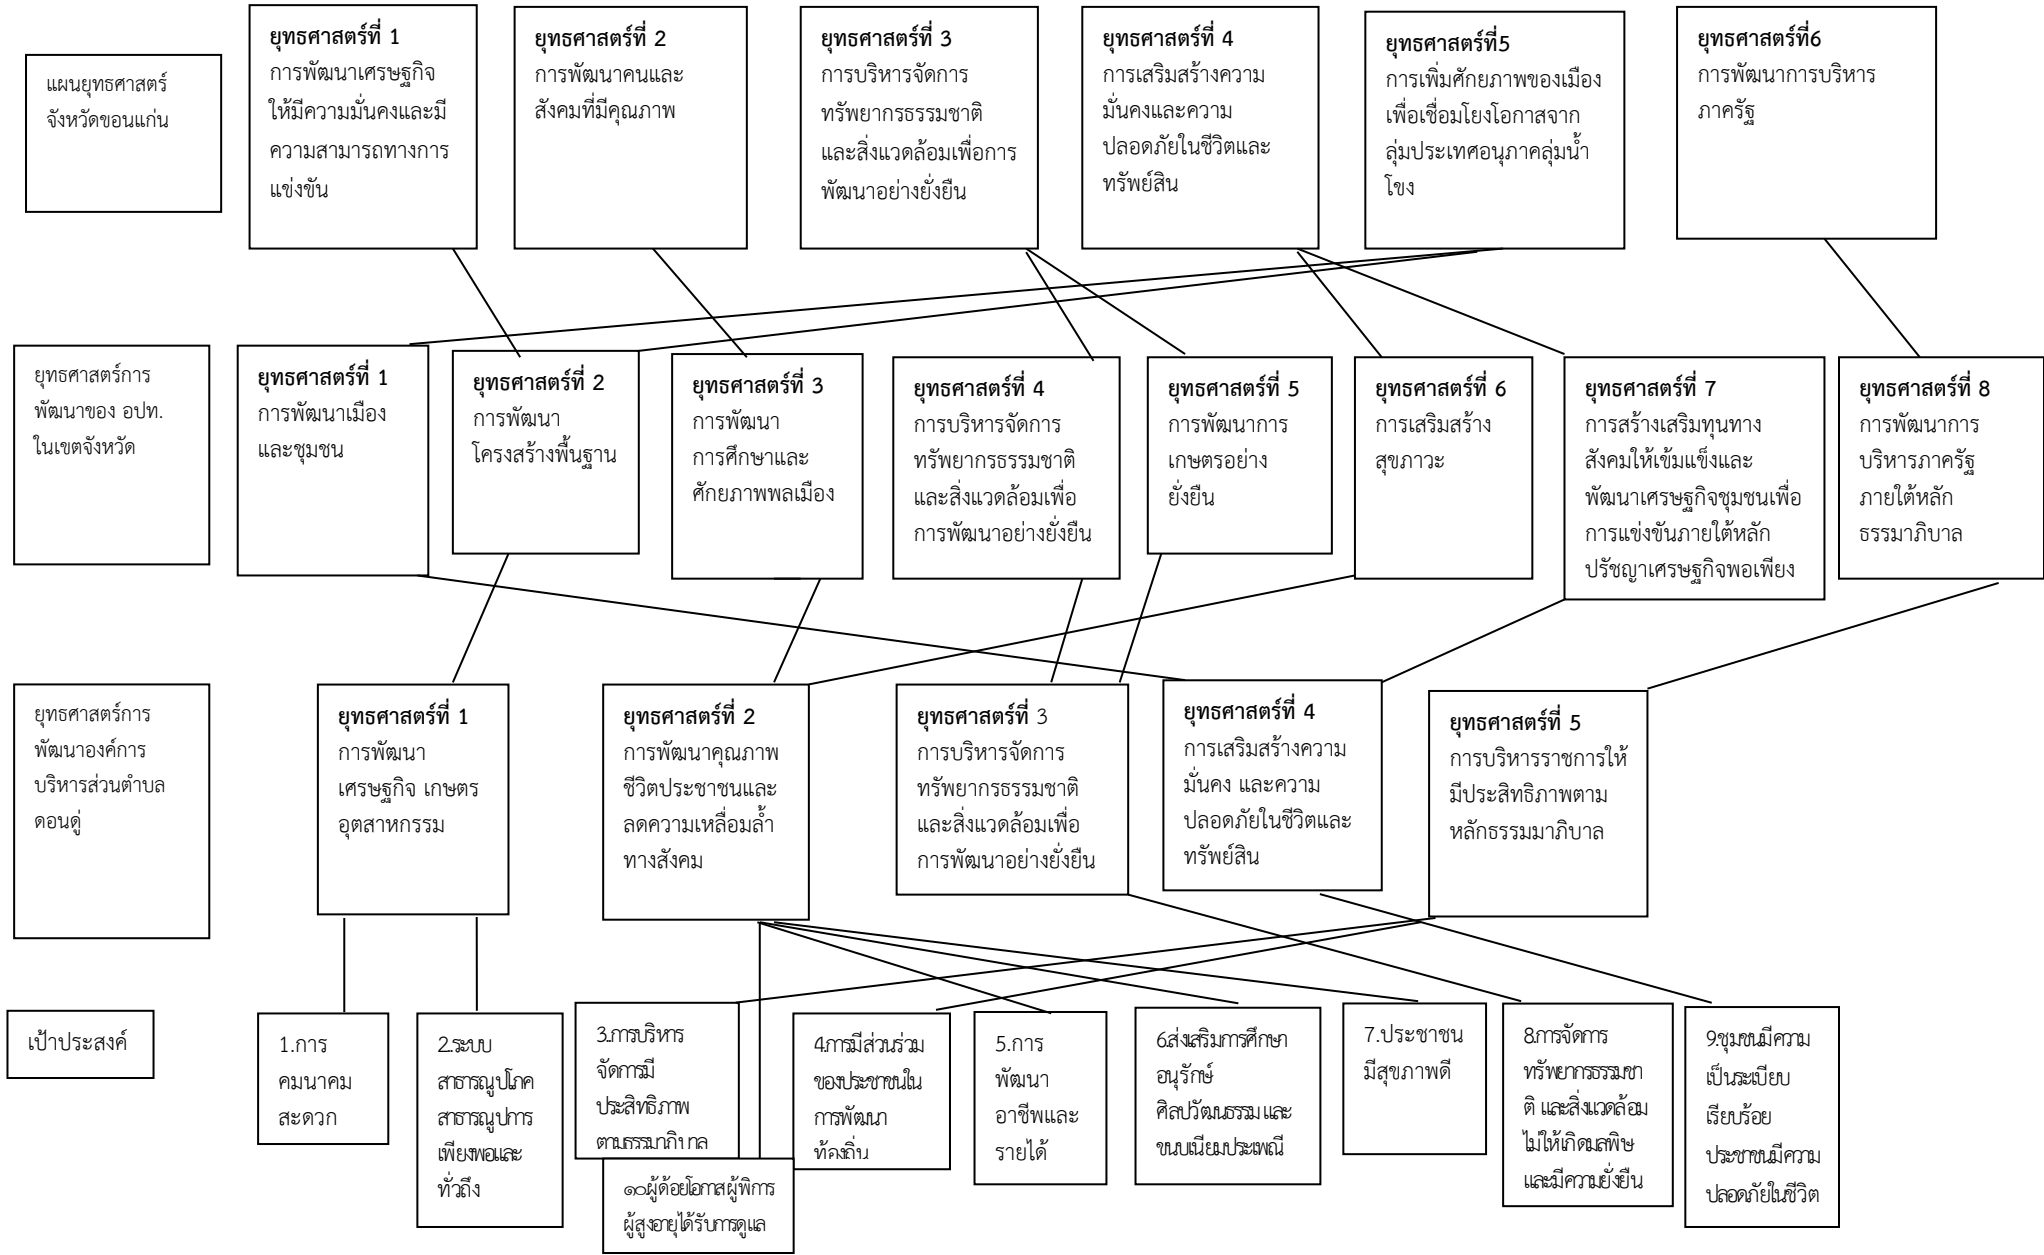 แผนยุทธศาสตร์
จังหวัดขอนแก่น
ยุทธศาสตร์ที่ 1
การพัฒนาเศรษฐกิจ
ให้มีความมั่นคงและมี
ความสามารถทางการ
แข่งขัน
ยุทธศาสตร์ที่ 2
การพัฒนาคนและ
สังคมที่มีคุณภาพ
ยุทธศาสตร์ที่ 3
การบริหารจัดการ
ทรัพยากรธรรมชาติ
และสิ่งแวดล้อมเพื่อการ
พัฒนาอย่างยั่งยืน
ยุทธศาสตร์ที่ 4
การเสริมสร้างความ
มั่นคงและความ
ปลอดภัยในชีวิตและ
ทรัพย์สิน
ยุทธศาสตร์ที่5
การเพิ่มศักยภาพของเมือง
เพื่อเชื่อมโยงโอกาสจาก
ลุ่มประเทศอนุภาคลุ่มน้ำ
โขง
ยุทธศาสตร์ที่6
การพัฒนาการบริหาร
ภาครัฐ
ยุทธศาสตร์การ
พัฒนาของ อปท.
ในเขตจังหวัด
ยุทธศาสตร์ที่ 1
การพัฒนาเมือง
และชุมชน
ยุทธศาสตร์ที่ 2
การพัฒนา
โครงสร้างพื้นฐาน
ยุทธศาสตร์ที่ 3
การพัฒนา
การศึกษาและ
ศักยภาพพลเมือง
ยุทธศาสตร์ที่ 4
การบริหารจัดการ
ทรัพยากรธรรมชาติ
และสิ่งแวดล้อมเพื่อ
การพัฒนาอย่างยั่งยืน
ยุทธศาสตร์ที่ 5
การพัฒนาการ
เกษตรอย่าง
ยั่งยืน
ยุทธศาสตร์ที่ 6
การเสริมสร้าง
สุขภาวะ
ยุทธศาสตร์ที่ 7
การสร้างเสริมทุนทาง
สังคมให้เข้มแข็งและ
พัฒนาเศรษฐกิจชุมชนเพื่อ
การแข่งขันภายใต้หลัก
ปรัชญาเศรษฐกิจพอเพียง
ยุทธศาสตร์ที่ 8
การพัฒนาการ
บริหารภาครัฐ
ภายใต้หลัก
ธรรมาภิบาล
ยุทธศาสตร์การ
พัฒนาองค์การ
บริหารส่วนตำบล
ดอนดู่
ยุทธศาสตร์ที่ 1
การพัฒนา
เศรษฐกิจ เกษตร
อุตสาหกรรม
ยุทธศาสตร์ที่ 2
การพัฒนาคุณภาพ
ชีวิตประชาชนและ
ลดความเหลื่อมล้ำ
ทางสังคม
ยุทธศาสตร์ที่ 3
การบริหารจัดการ
ทรัพยากรธรรมชาติ
และสิ่งแวดล้อมเพื่อ
การพัฒนาอย่างยั่งยืน
ยุทธศาสตร์ที่ 4
การเสริมสร้างความ
มั่นคง และความ
ปลอดภัยในชีวิตและ
ทรัพย์สิน
ยุทธศาสตร์ที่ 5
การบริหารราชการให้
มีประสิทธิภาพตาม
หลักธรรมมาภิบาล
เป้าประสงค์
1.การ
คมนาคม
สะดวก
2.ระบบ
สาธารณูปโภค
สาธารณูปการ
เพียงพอและ
ทั่วถึง
3.การบริหาร
จัดการมี
ประสิทธิภาพ
ตามธรรมาภิบาล
4.การมีส่วนร่วม
ของประชาชนใน
การพัฒนา
ท้องถิ่น
5.การ
พัฒนา
อาชีพและ
รายได้
6.ส่งเสริมการศึกษา
อนุรักษ์
ศิลปวัฒนธรรม และ
ขนบเนียมประเพณี
7.ประชาชน
มีสุขภาพดี
8.การจัดการ
ทรัพยากรธรรมชา
ติ และสิ่งแวดล้อม
ไม่ให้เกิดมลพิษ
และมีความยั่งยืน
9.ชุมชนมีความ
เป็นระเบียบ
เรียบร้อย
ประชาชนมีความ
ปลอดภัยในชีวิต
๑๐ผู้ด้อยโอกาส ผู้พิการ
ผู้สูงอายุได้รับการดูแล